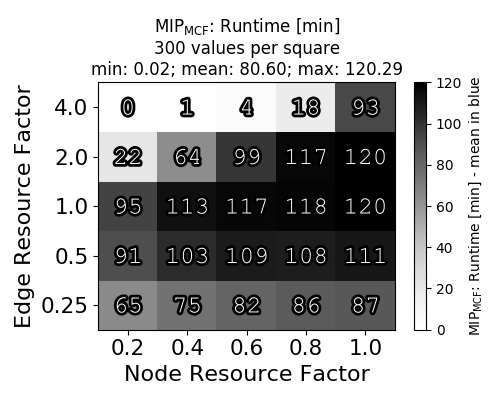 MIP_MCF: Runtime [min]
300 values per square
min: 0.02; mean: 80.60; max: 120.29
Edge Resource Factor
4.0 0 1 4 18 93
2.0 22 64 99 117 120
1.0 95 113 117 118 120
0.5 91 103 109 108 111
0.25 65 75 82 86 87
0.2 0.4 0.6 0.8 1.0
Node Resource Factor
120
100
80
60
40
20
0
MIP_MCF: Runtime [min] - mean in blue